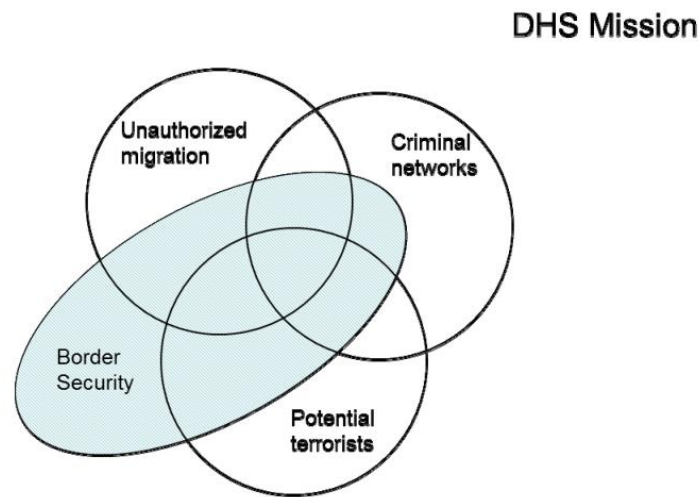 DHS Mission
Unauthorized
migration
Criminal
networks
Border
Security
Potential
terrorists